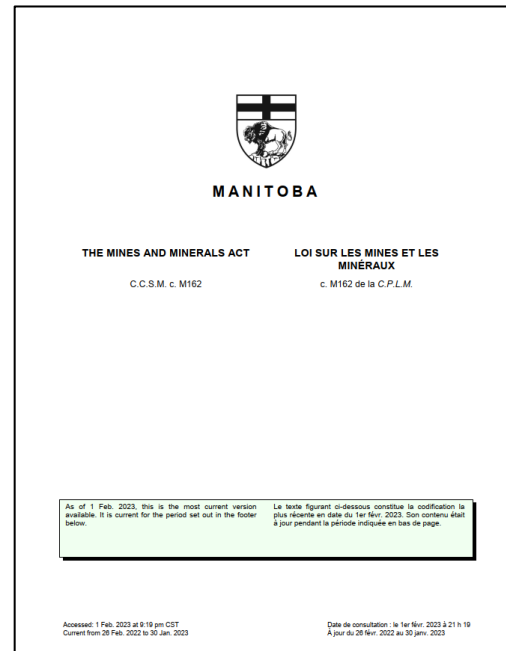 MANITOBA
THE MINES AND MINERALS ACT
C.C.S.M. c. M162
LOI SUR LES MINES ET LES
MINÉRAUX
c. M162 de la C.P.L.M.
As of 1 Feb. 2023, this is the most current version
available. It is current for the period set out in the footer
below.
Le texte figurant ci-dessous constitue la codification la
plus récente en date du 1er févr. 2023. Son contenu était
à jour pendant la période indiquée en bas de page.
Accessed: 1 Feb. 2023 at 9:19 pm CST
Current from 26 Feb. 2022 to 30 Jan. 2023
Date de consultation : le 1er févr. 2023 à 21 h 19
À jour du 26 févr. 2022 au 30 janv. 2023